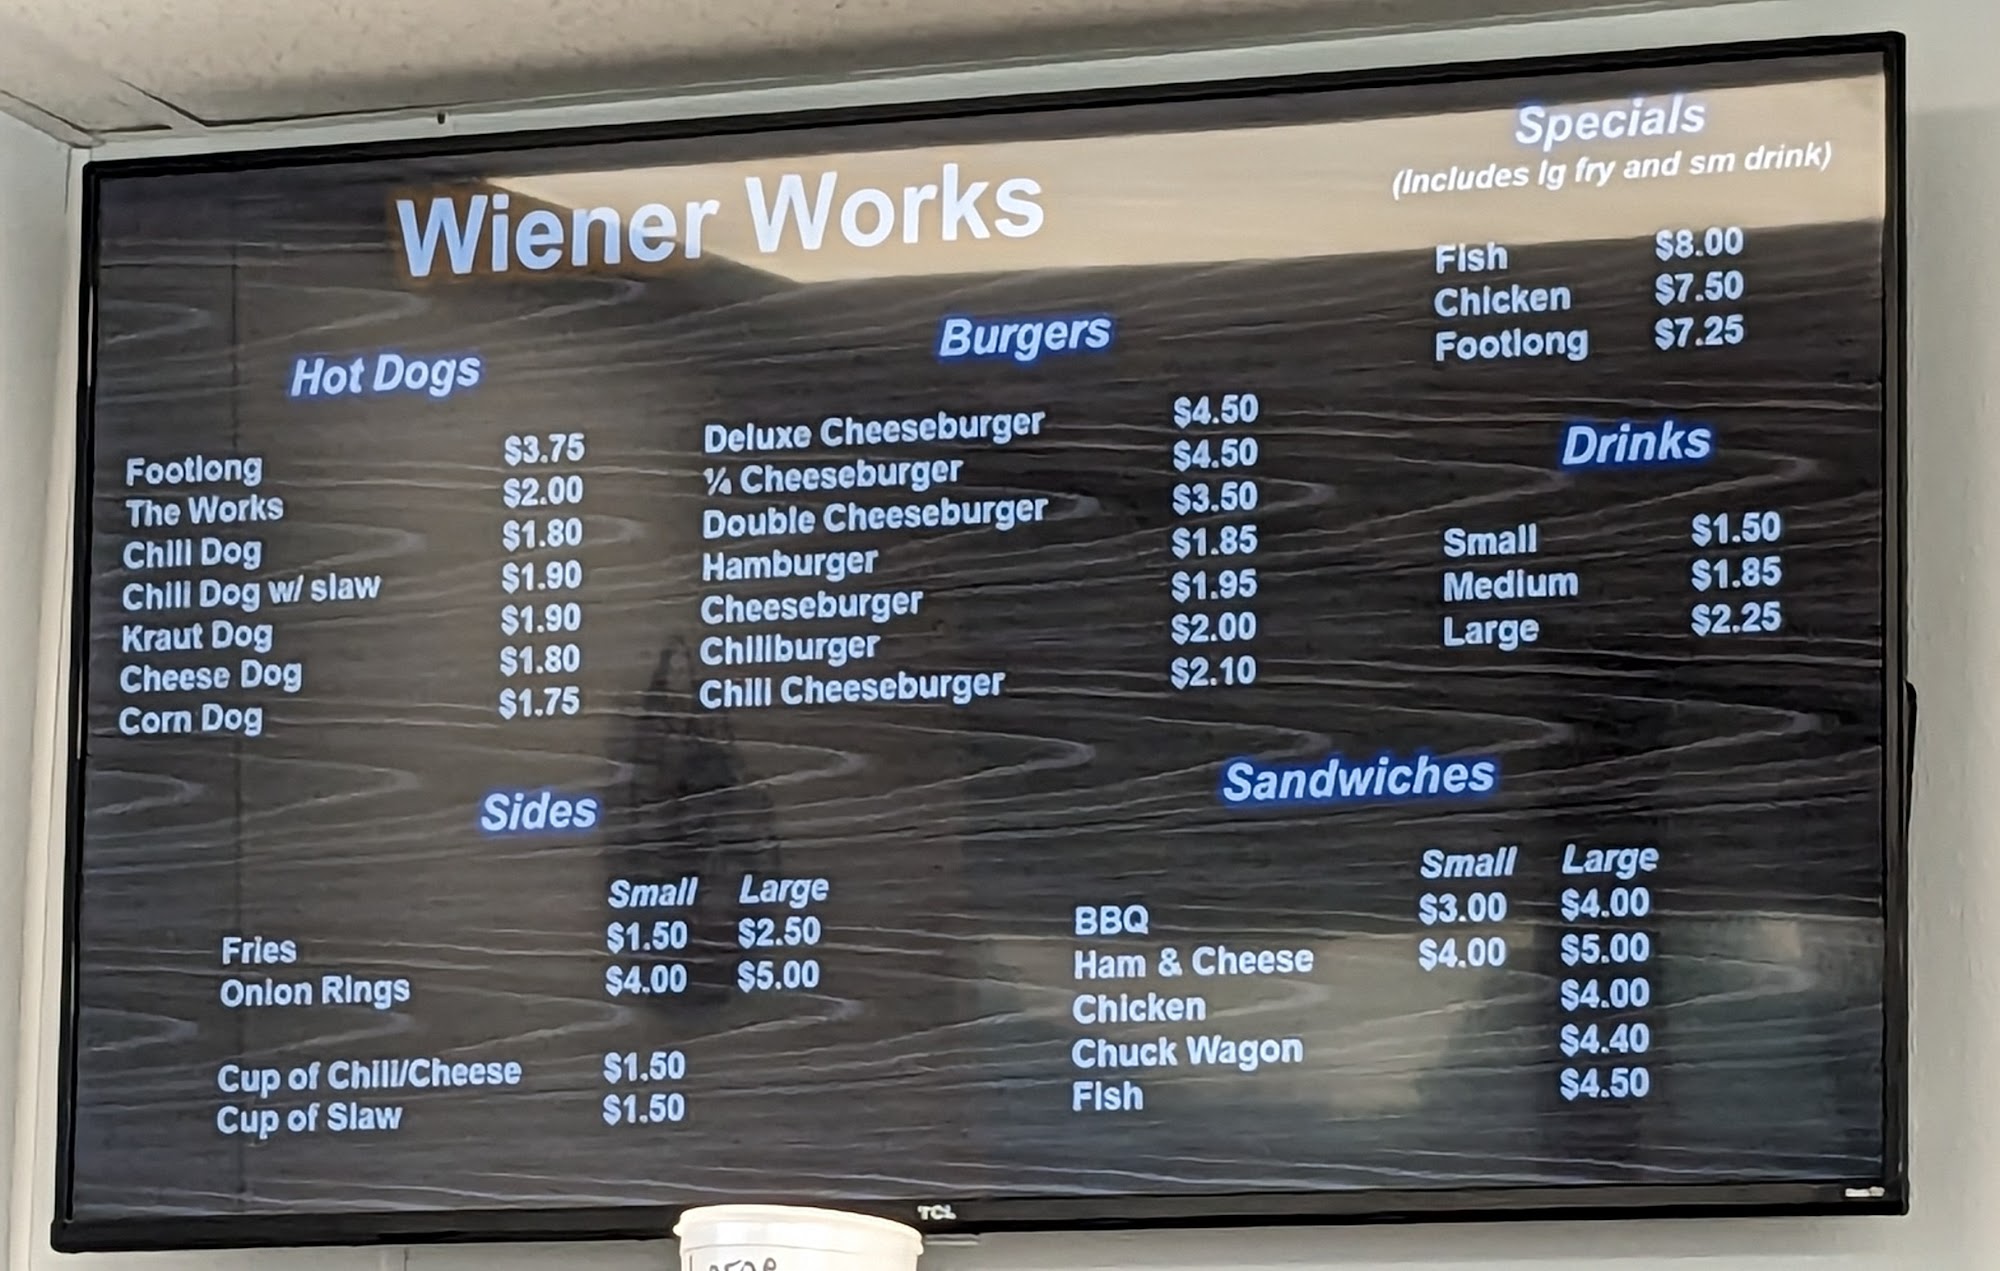 Wiener Works
Hot Dogs
Footlong $3.75
The Works $2.00
Chili Dog $1.80
Chili Dog w/ slaw $1.90
Kraut Dog $1.90
Cheese Dog $1.80
Corn Dog $1.75
Burgers
Deluxe Cheeseburger $4.50
¼ Cheeseburger $4.50
Double Cheeseburger $3.50
Hamburger $1.85
Cheeseburger $1.95
Chiliburger $2.00
Chili Cheeseburger $2.10
Specials
(Includes lg fry and sm drink)
Fish $8.00
Chicken $7.50
Footlong $7.25
Drinks
Small $1.50
Medium $1.85
Large $2.25
Sides
Small Large
Fries $1.50 $2.50
Onion Rings $4.00 $5.00
Cup of Chili/Cheese $1.50
Cup of Slaw $1.50
Sandwiches
Small Large
BBQ $3.00 $4.00
Ham & Cheese $4.00 $5.00
Chicken $4.00
Chuck Wagon $4.40
Fish $4.50
TCL